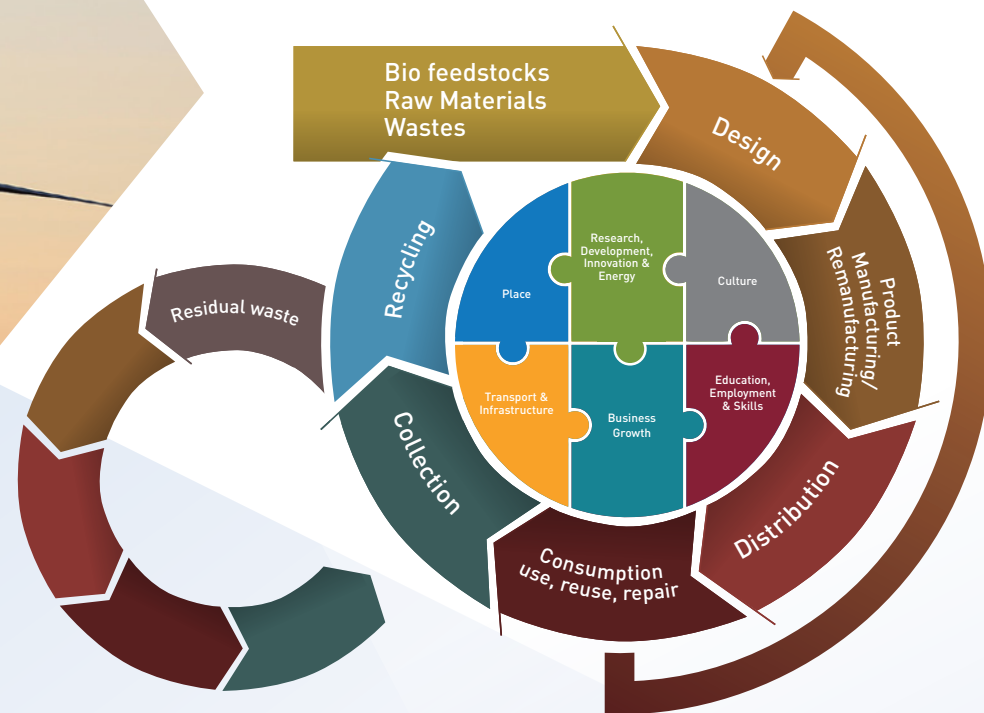 Bio feedstocks
Raw Materials
Wastes
Design
Product
Manufacturing/
Remanufacturing
Distribution
Consumption
use, reuse, repair
Collection
Recycling
Residual waste
Place
Research,
Development,
Innovation &
Energy
Culture
Transport &
Infrastructure
Business
Growth
Education,
Employment
& Skills